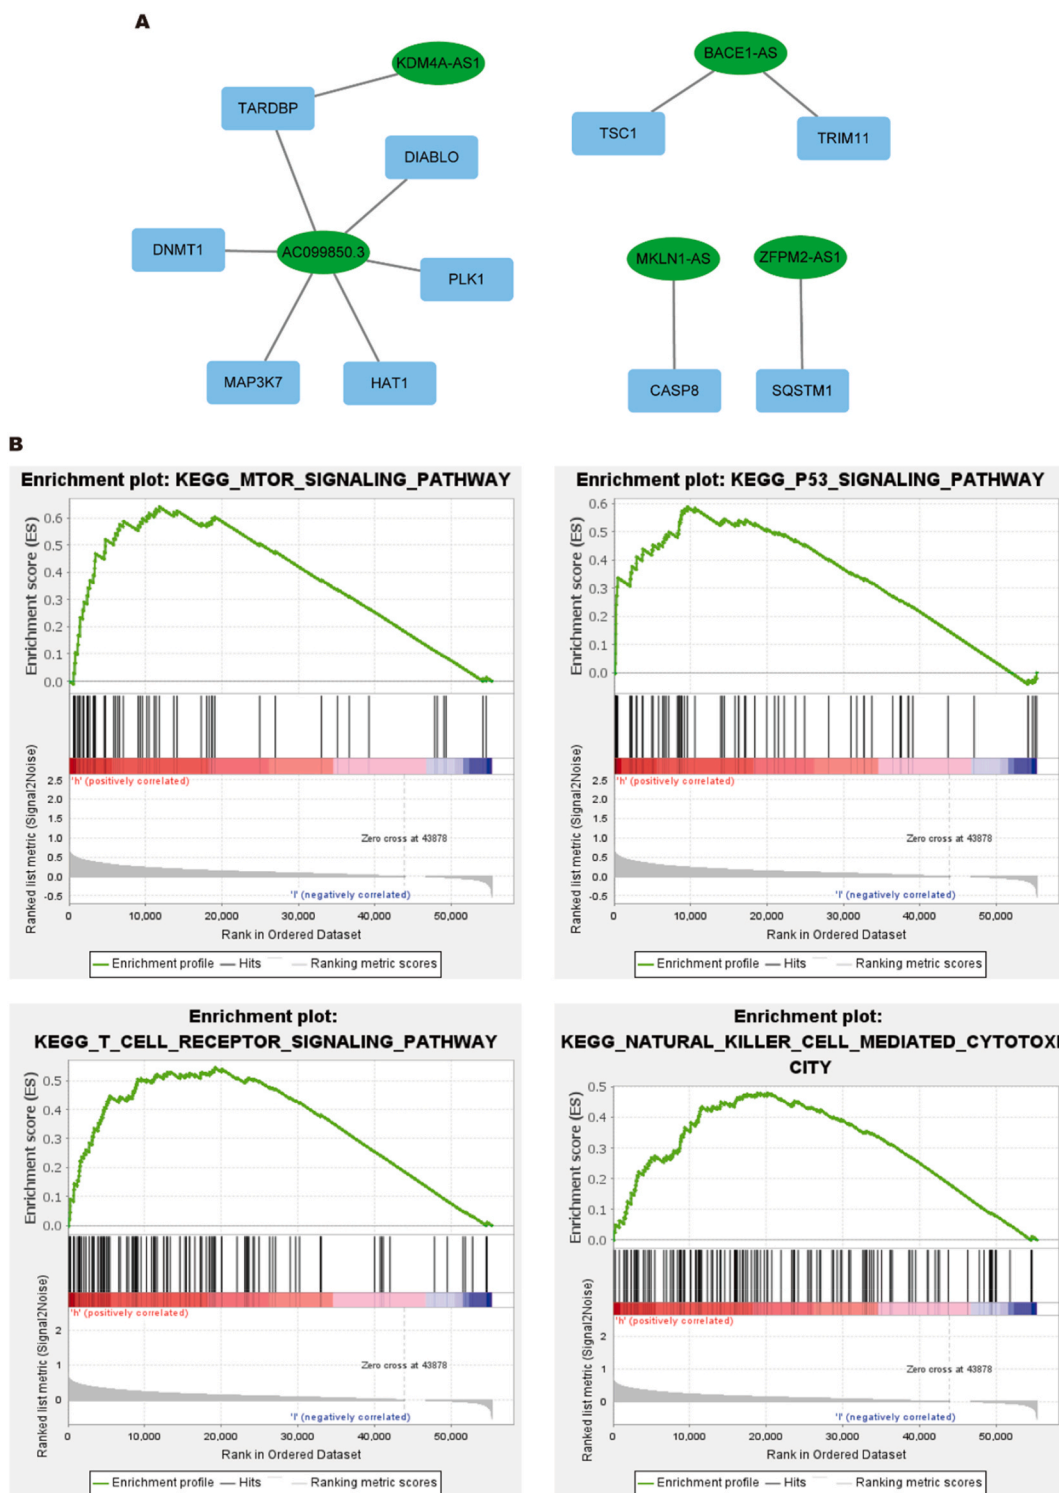 A
KDM4A-AS1
BACE1-AS
TARDBP
TSC1
TRIM11
DIABLO
DNMT1
AC099850.3
MKLN1-AS
ZFPM2-AS1
PLK1
MAP3K7
HAT1
CASP8
SQSTM1
B
Enrichment plot: KEGG_MTOR_SIGNALING_PATHWAY
Enrichment score (ES)
0.6
0.5
0.4
0.3
0.2
0.1
0.0
Ranked list metric (Signal2Noise)
'h' (positively correlated)
2.5
2.0
1.5
1.0
0.5
0.0
-0.5
Zero cross at 43878
'l' (negatively correlated)
0 10,000 20,000 30,000 40,000 50,000
Rank in Ordered Dataset
Enrichment profile Hits Ranking metric scores
Enrichment plot: KEGG_P53_SIGNALING_PATHWAY
Enrichment score (ES)
0.6
0.5
0.4
0.3
0.2
0.1
0.0
Ranked list metric (Signal2Noise)
'h' (positively correlated)
2.5
2.0
1.5
1.0
0.5
0.0
-0.5
Zero cross at 43878
'l' (negatively correlated)
0 10,000 20,000 30,000 40,000 50,000
Rank in Ordered Dataset
Enrichment profile Hits Ranking metric scores
Enrichment plot:
KEGG_T_CELL_RECEPTOR_SIGNALING_PATHWAY
Enrichment score (ES)
0.5
0.4
0.3
0.2
0.1
0.0
Ranked list metric (Signal2Noise)
'h' (positively correlated)
2
1
0
Zero cross at 43878
'l' (negatively correlated)
0 10,000 20,000 30,000 40,000 50,000
Rank in Ordered Dataset
Enrichment profile Hits Ranking metric scores
Enrichment plot:
KEGG_NATURAL_KILLER_CELL_MEDIATED_CYTOTOXI
CITY
Enrichment score (ES)
0.5
0.4
0.3
0.2
0.1
0.0
Ranked list metric (Signal2Noise)
'h' (positively correlated)
2
1
0
Zero cross at 43878
'l' (negatively correlated)
0 10,000 20,000 30,000 40,000 50,000
Rank in Ordered Dataset
Enrichment profile Hits Ranking metric scores